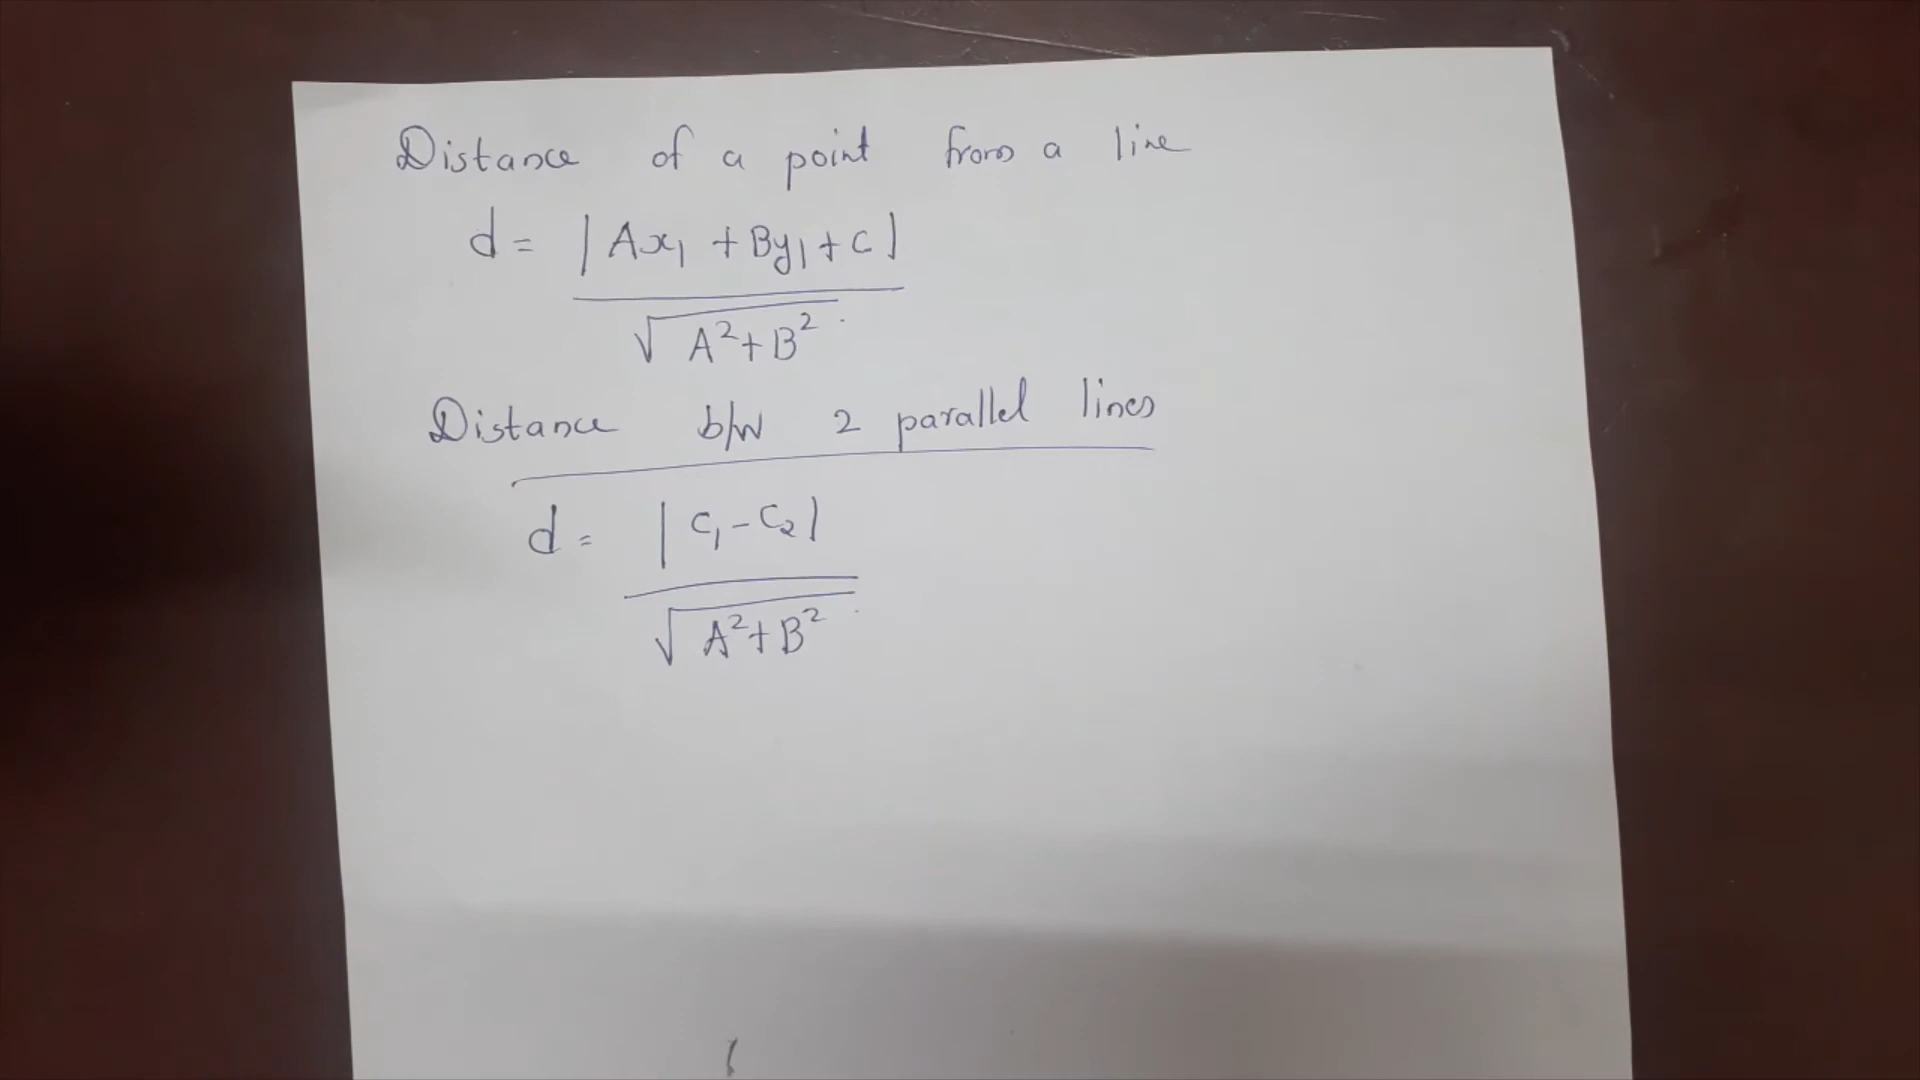 Distance of a point from a line
d = |Ax₁ + By₁ + C|
√A²+B²
Distance b/w 2 parallel lines
d = |C₁ - C₂|
√A²+B²